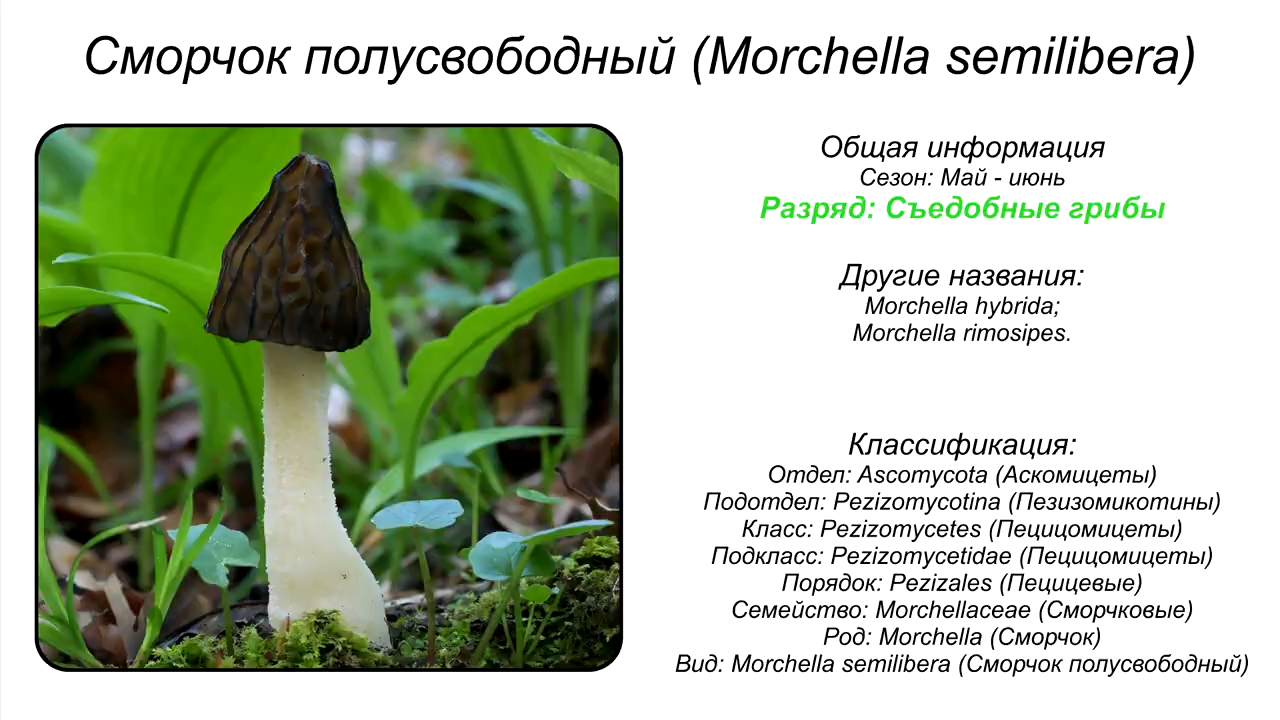 Сморчок полусвободный (Morchella semilibera)
Общая информация
Сезон: Май - июнь
Разряд: Съедобные грибы
Другие названия:
Morchella hybrida;
Morchella rimosipes.
Классификация:
Отдел: Ascomycota (Аскомицеты)
Подотдел: Pezizomycotina (Пезизомикотины)
Класс: Pezizomycetes (Пецицомицеты)
Подкласс: Pezizomycetidae (Пецицомицеты)
Порядок: Pezizales (Пецицевые)
Семейство: Morchellaceae (Сморчковые)
Род: Morchella (Сморчок)
Вид: Morchella semilibera (Сморчок полусвободный)